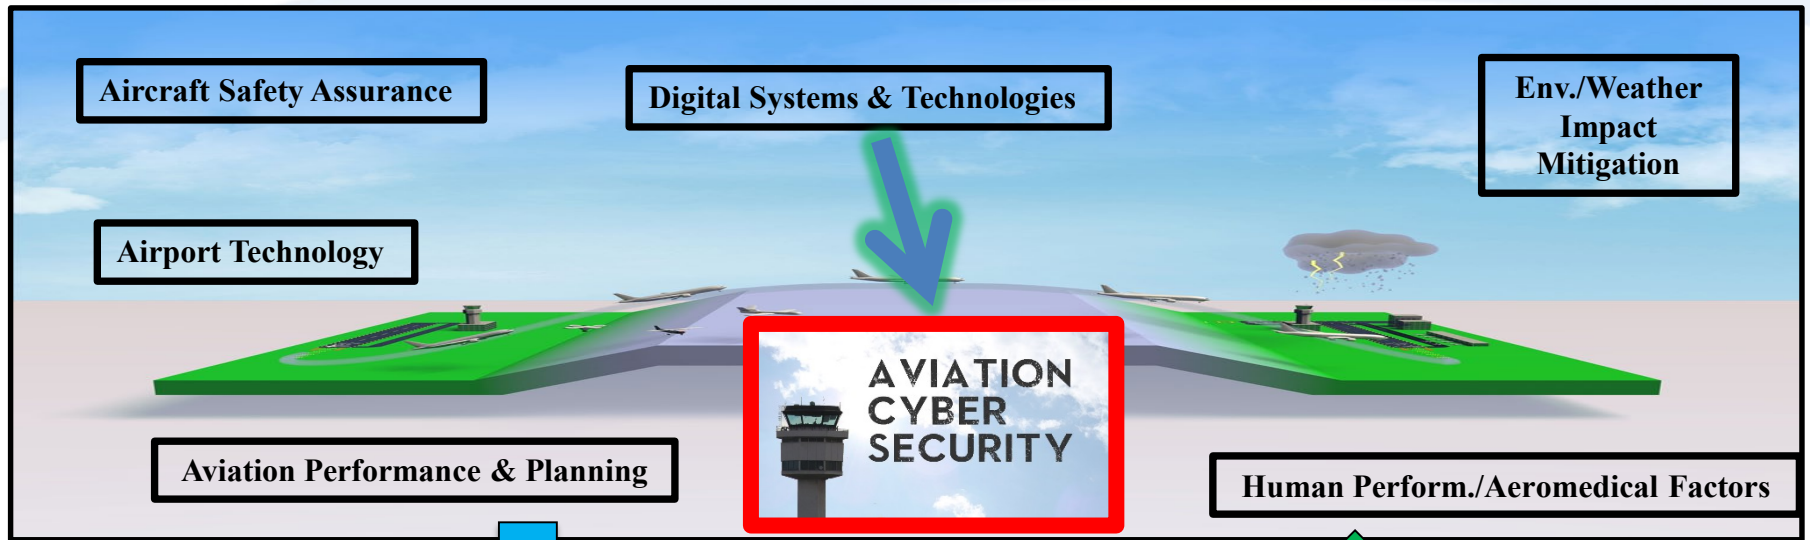 Aircraft Safety Assurance
Digital Systems & Technologies
Env./Weather
Impact
Mitigation
Airport Technology
AVIATION
CYBER
SECURITY
Aviation Performance & Planning
Human Perform./Aeromedical Factors